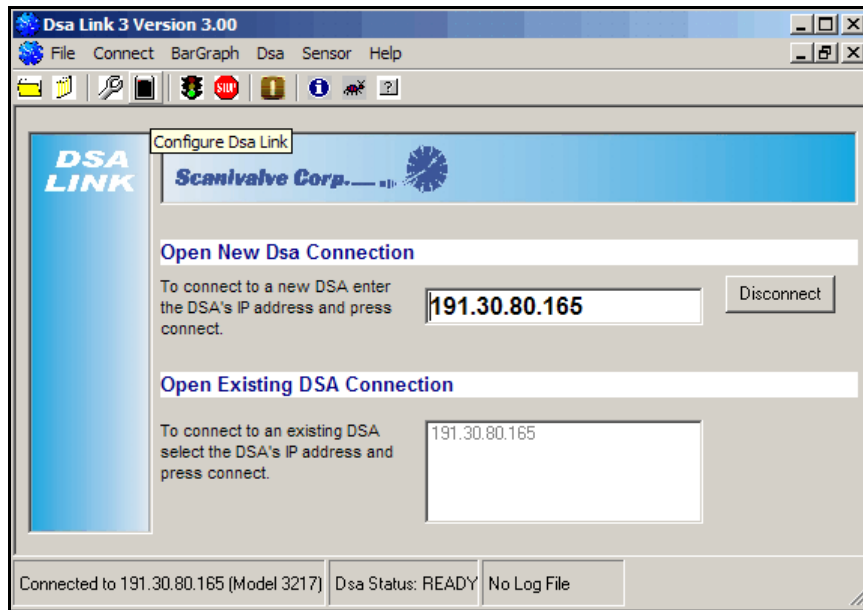 Dsa Link 3 Version 3.00
File Connect BarGraph Dsa Sensor Help
STOP
Configure Dsa Link
DSA
LINK
Scanivalve Corp.
Open New Dsa Connection
To connect to a new DSA enter
the DSA's IP address and press
connect.
191.30.80.165
Disconnect
Open Existing DSA Connection
To connect to an existing DSA
select the DSA's IP address and
press connect.
191.30.80.165
Connected to 191.30.80.165 (Model 3217) Dsa Status: READY No Log File